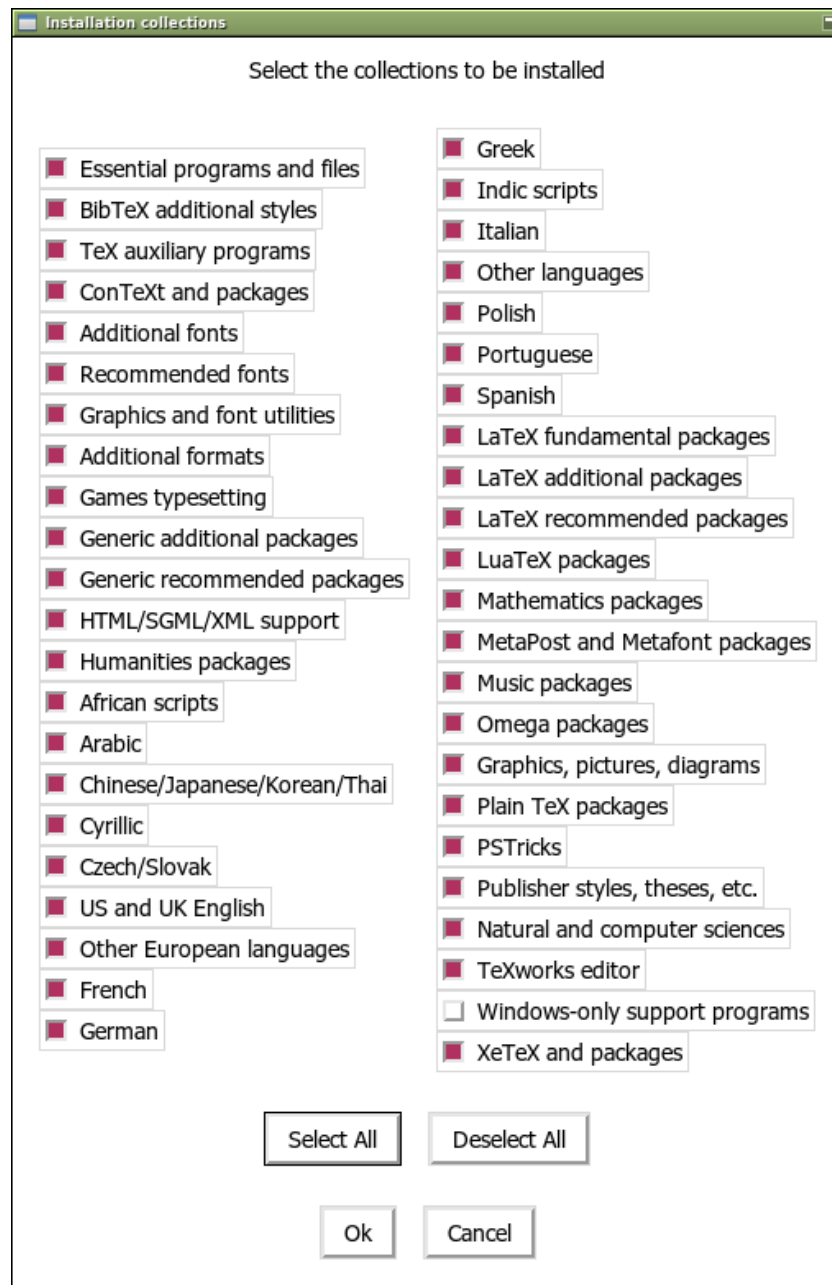 Installation collections
Select the collections to be installed
Essential programs and files
BibTeX additional styles
TeX auxiliary programs
ConTeXt and packages
Additional fonts
Recommended fonts
Graphics and font utilities
Additional formats
Games typesetting
Generic additional packages
Generic recommended packages
HTML/SGML/XML support
Humanities packages
African scripts
Arabic
Chinese/Japanese/Korean/Thai
Cyrillic
Czech/Slovak
US and UK English
Other European languages
French
German
Greek
Indic scripts
Italian
Other languages
Polish
Portuguese
Spanish
LaTeX fundamental packages
LaTeX additional packages
LaTeX recommended packages
LuaTeX packages
Mathematics packages
MetaPost and Metafont packages
Music packages
Omega packages
Graphics, pictures, diagrams
Plain TeX packages
PSTricks
Publisher styles, theses, etc.
Natural and computer sciences
TeXworks editor
Windows-only support programs
XeTeX and packages
Select All
Deselect All
Ok
Cancel